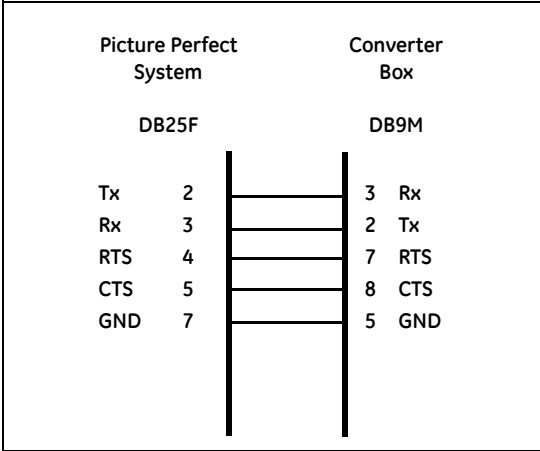 Picture Perfect Converter
System Box
DB25F DB9M
Tx 2 3 Rx
Rx 3 2 Tx
RTS 4 7 RTS
CTS 5 8 CTS
GND 7 5 GND